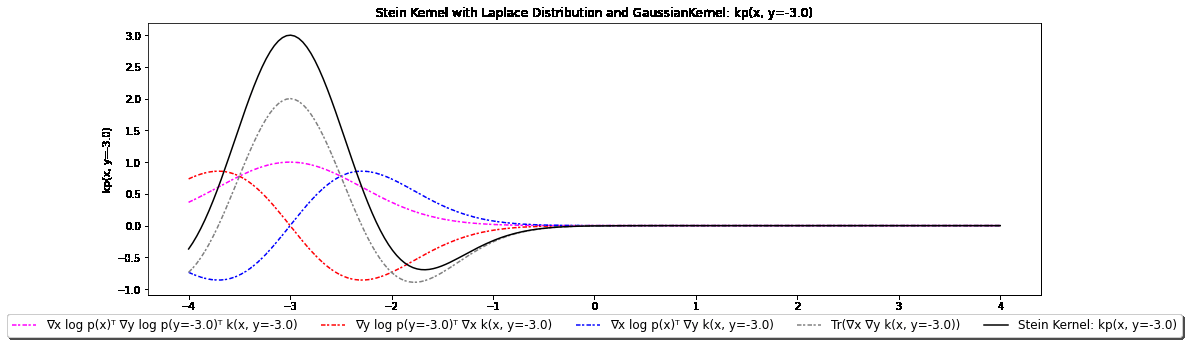 Stein Kernel with Laplace Distribution and GaussianKernel: kp(x, y=-3.0)
kp(x, y=-3.0)
3.0
2.5
2.0
1.5
1.0
0.5
0.0
−0.5
−1.0
−4 −3 −2 −1 0 1 2 3 4
∇x log p(x)ᵀ ∇y log p(y=-3.0)ᵀ k(x, y=-3.0) ∇y log p(y=-3.0)ᵀ ∇x k(x, y=-3.0) ∇x log p(x)ᵀ ∇y k(x, y=-3.0) Tr(∇x ∇y k(x, y=-3.0)) Stein Kernel: kp(x, y=-3.0)